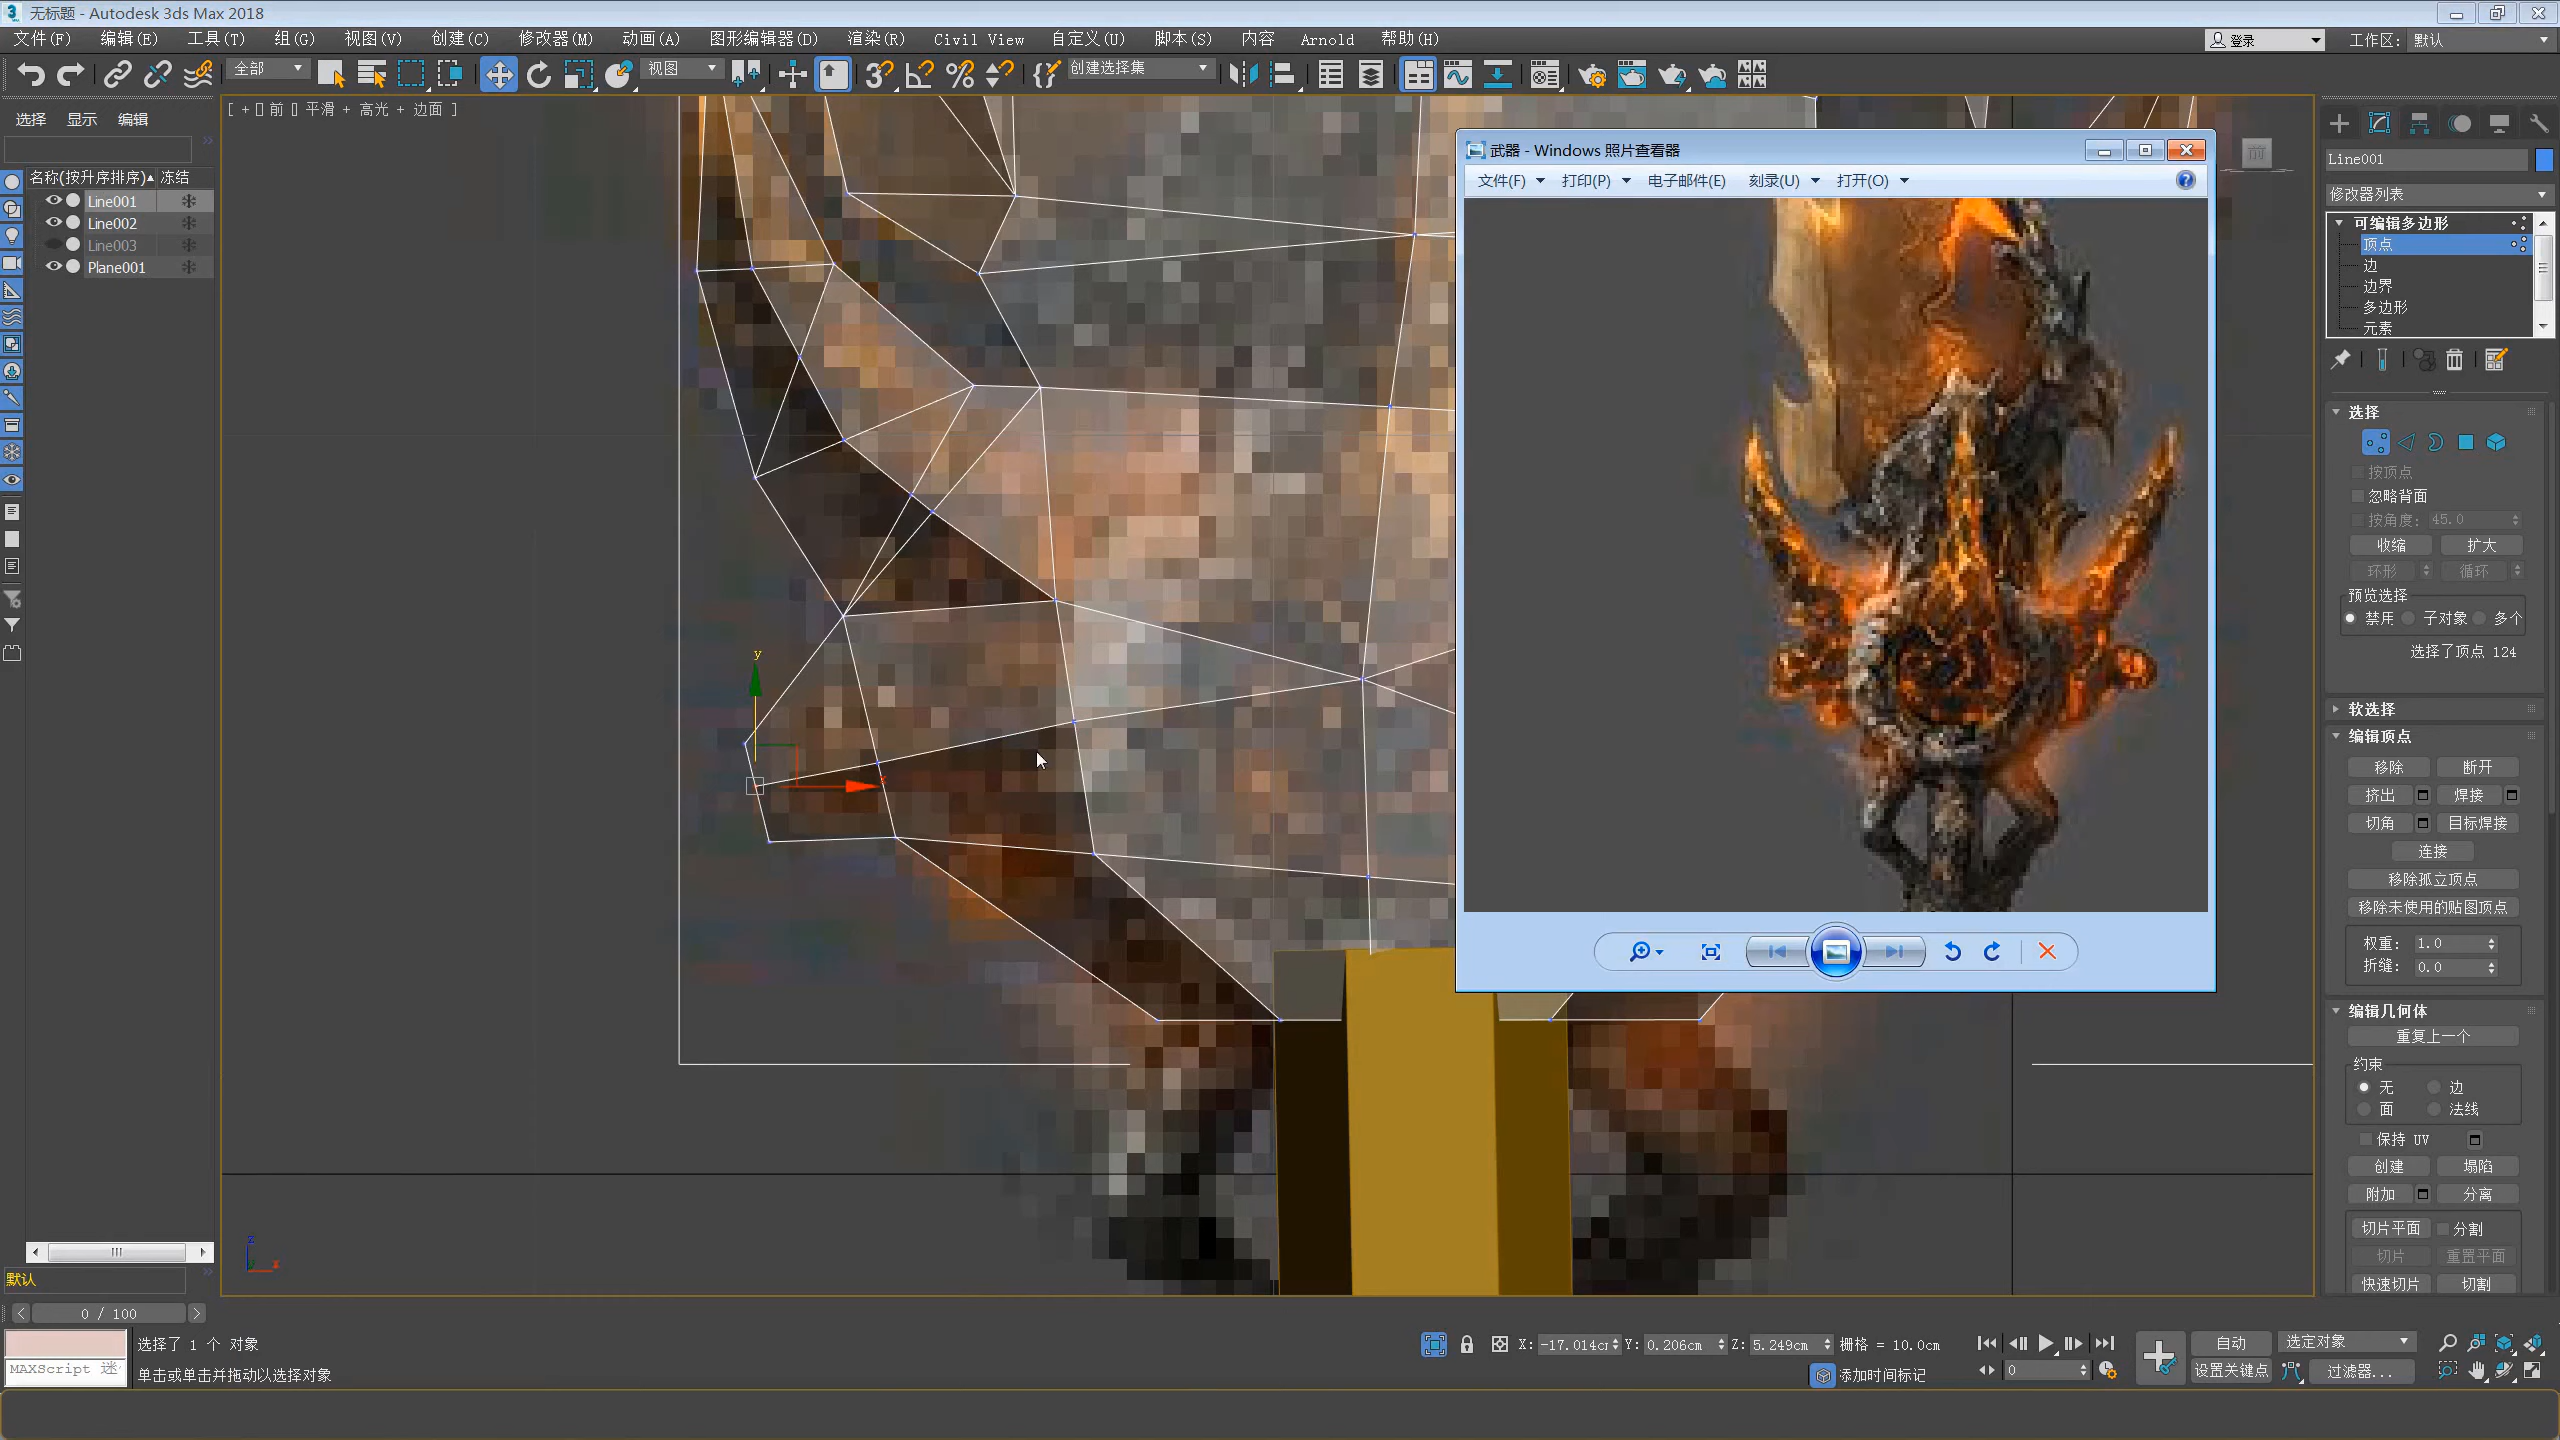 无标题 - Autodesk 3ds Max 2018
文件(F) 编辑(E) 工具(T) 组(G) 视图(V) 创建(C) 修改器(M) 动画(A) 图形编辑器(D) 渲染(R) Civil View 自定义(U) 脚本(S) 内容 Arnold 帮助(H) 登录 工作区: 默认
全部 视图 创建选择集
选择 显示 编辑
[ + ▯ 前 ▯ 平滑 + 高光 + 边面 ]
名称(按升序排序) 冻结
Line001
Line002
Line003
Plane001
默认
武器 - Windows 照片查看器
文件(F) 打印(P) 电子邮件(E) 刻录(U) 打开(O)
前
y
x
z
x
Line001
修改器列表
可编辑多边形
顶点
边
边界
多边形
元素
选择
按顶点
忽略背面
按角度: 45.0
收缩 扩大
环形 循环
预览选择
禁用 子对象 多个
选择了顶点 124
软选择
编辑顶点
移除 断开
挤出 焊接
切角 目标焊接
连接
移除孤立顶点
移除未使用的贴图顶点
权重: 1.0
折缝: 0.0
编辑几何体
重复上一个
约束
无 边
面 法线
保持 UV
创建 塌陷
附加 分离
切片平面 分割
切片 重置平面
快速切片 切割
0 / 100
选择了 1 个 对象
MAXScript 迷
单击或单击并拖动以选择对象
X: -17.014cm Y: 0.206cm Z: 5.249cm 栅格 = 10.0cm
添加时间标记
0
自动 选定对象
设置关键点 过滤器...